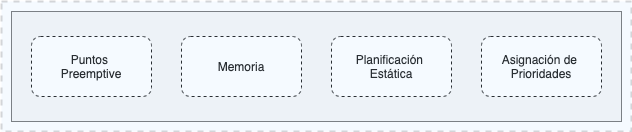 Puntos
Preemptive
Memoria
Planificación
Estática
Asignación de
Prioridades